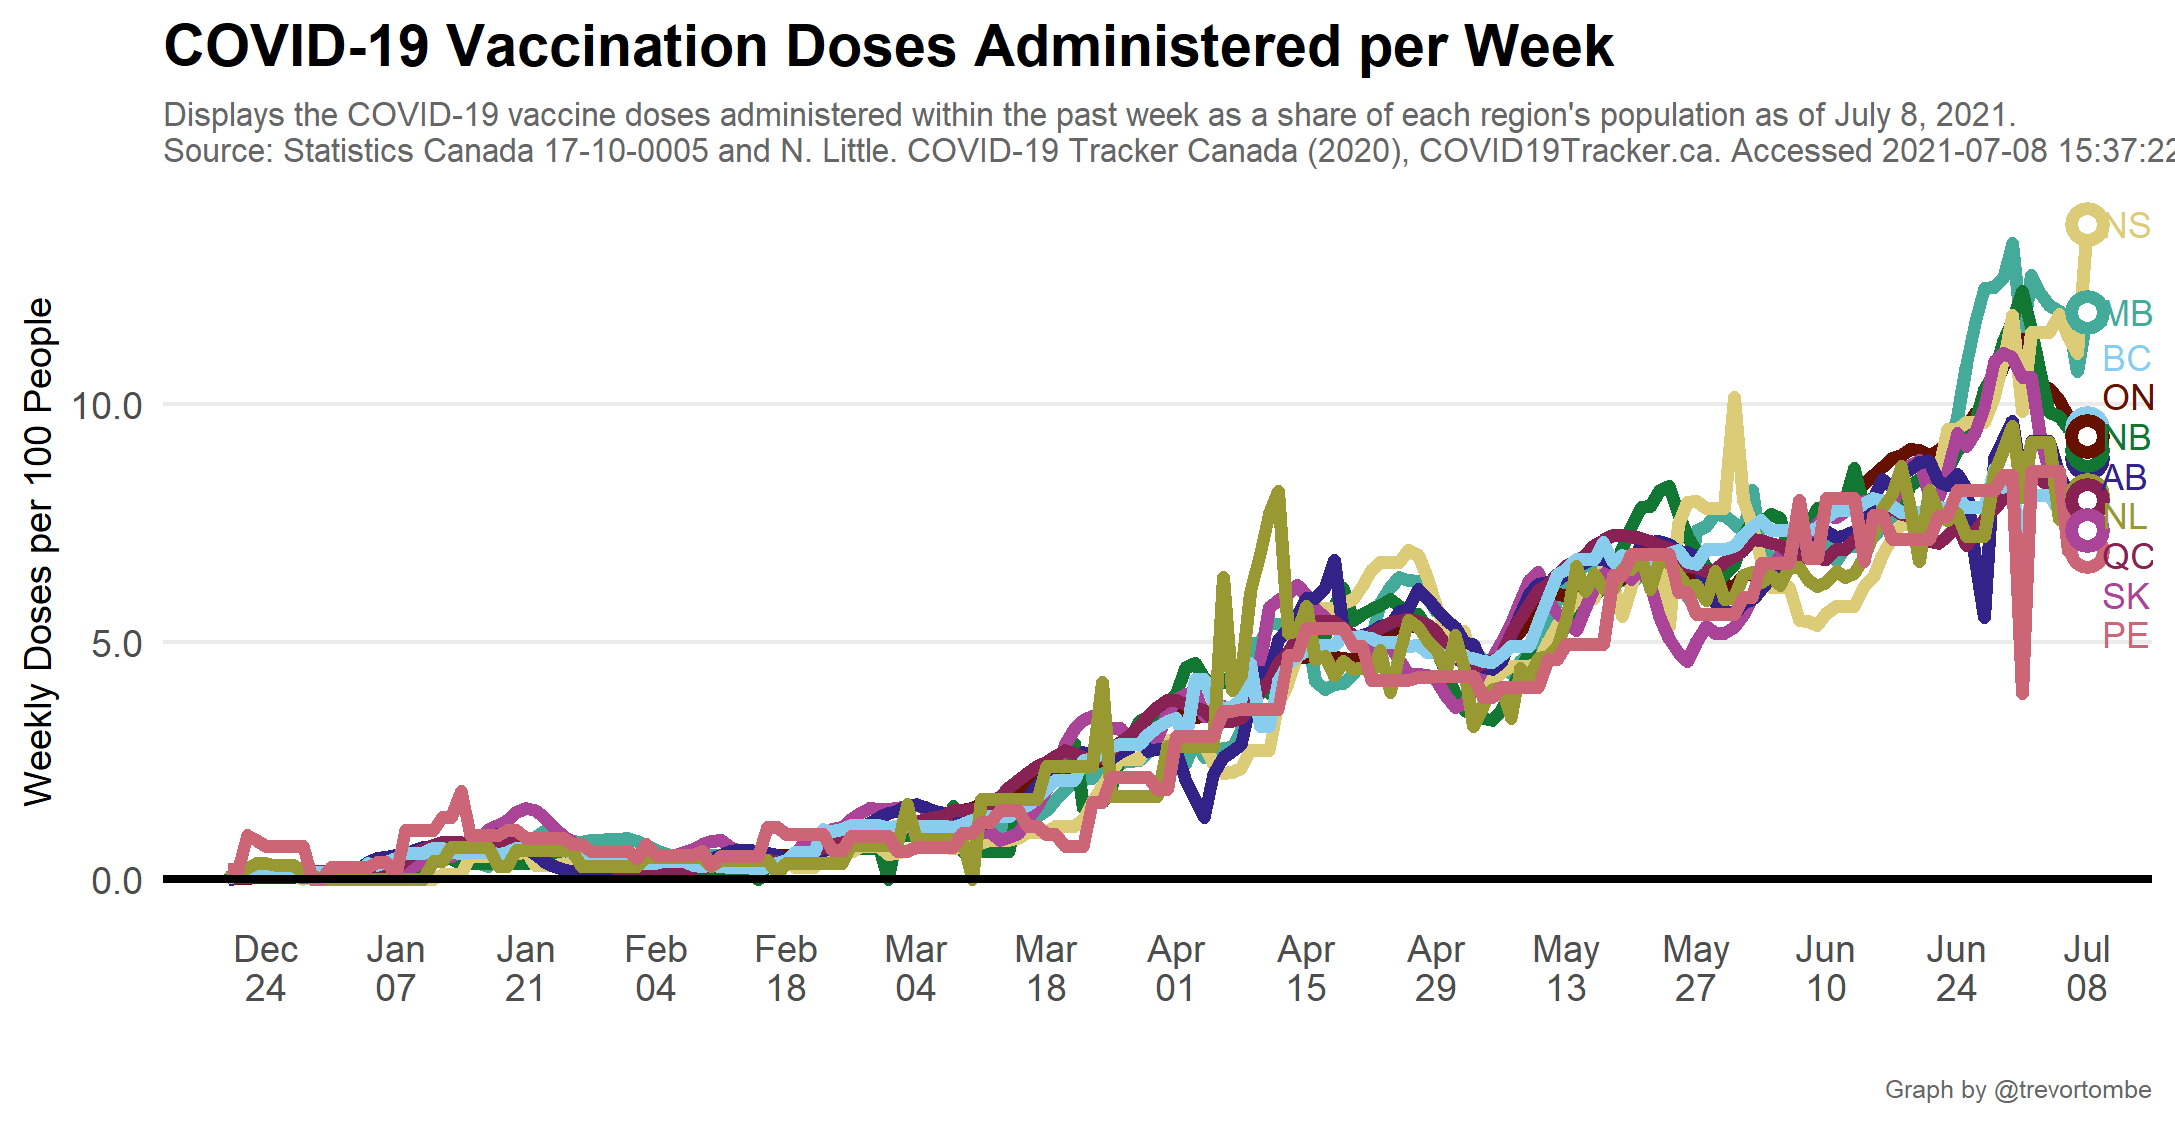 COVID-19 Vaccination Doses Administered per Week
Displays the COVID-19 vaccine doses administered within the past week as a share of each region's population as of July 8, 2021.
Source: Statistics Canada 17-10-0005 and N. Little. COVID-19 Tracker Canada (2020), COVID19Tracker.ca. Accessed 2021-07-08 15:37:22
Weekly Doses per 100 People
10.0
5.0
0.0
NS
MB
BC
ON
NB
AB
NL
QC
SK
PE
Dec Jan Jan Feb Feb Mar Mar Apr Apr Apr May May Jun Jun Jul
24 07 21 04 18 04 18 01 15 29 13 27 10 24 08
Graph by @trevortombe